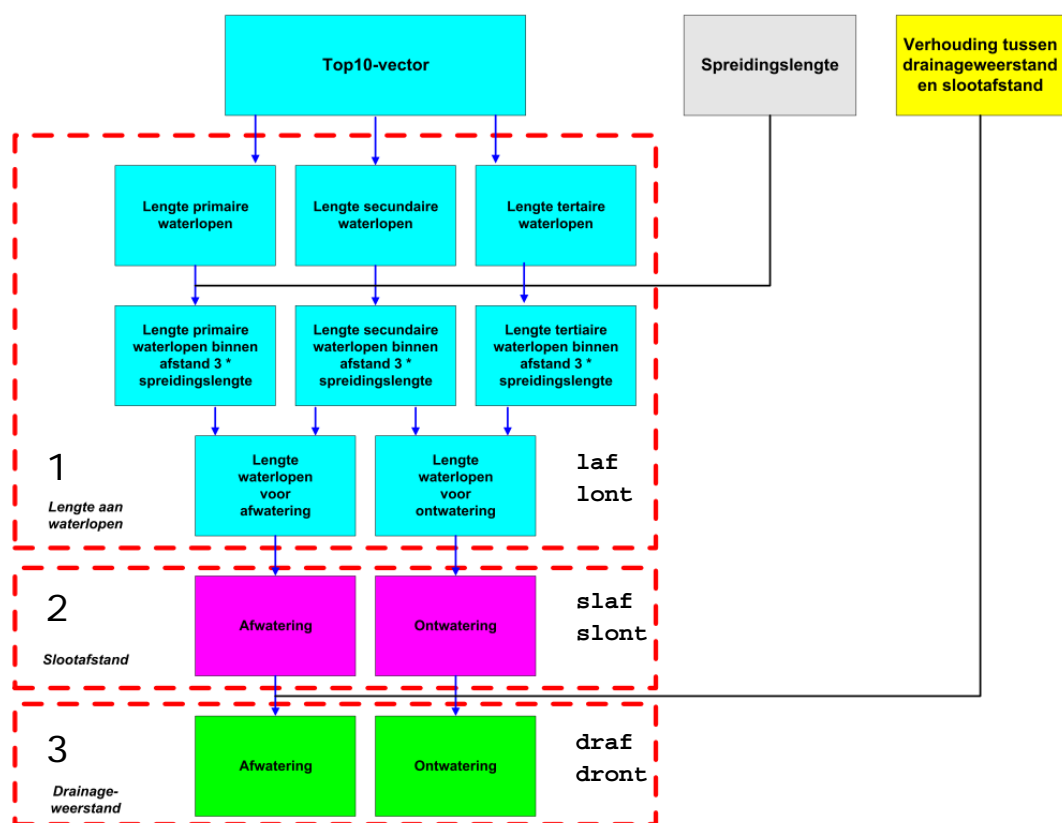 Top10-vector
Spreidingslengte
Verhouding tussen
drainageweerstand
en slootafstand
Lengte primaire
waterlopen
Lengte secundaire
waterlopen
Lengte tertaire
waterlopen
Lengte primaire
waterlopen binnen
afstand 3 *
spreidingslengte
Lengte secundaire
waterlopen binnen
afstand 3 *
spreidingslengte
Lengte tertiaire
waterlopen binnen
afstand 3 *
spreidingslengte
1
Lengte aan
waterlopen
Lengte
waterlopen
voor
afwatering
Lengte
waterlopen
voor
ontwatering
laf
lont
2
Slootafstand
Afwatering
Ontwatering
slaf
slont
3
Drainage-
weerstand
Afwatering
Ontwatering
draf
dront